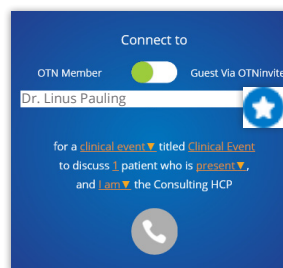 Connect to
OTN Member Guest Via OTNinvite
Dr. Linus Pauling
for a clinical event▼ titled Clinical Event
to discuss 1 patient who is present▼,
and I am▼ the Consulting HCP